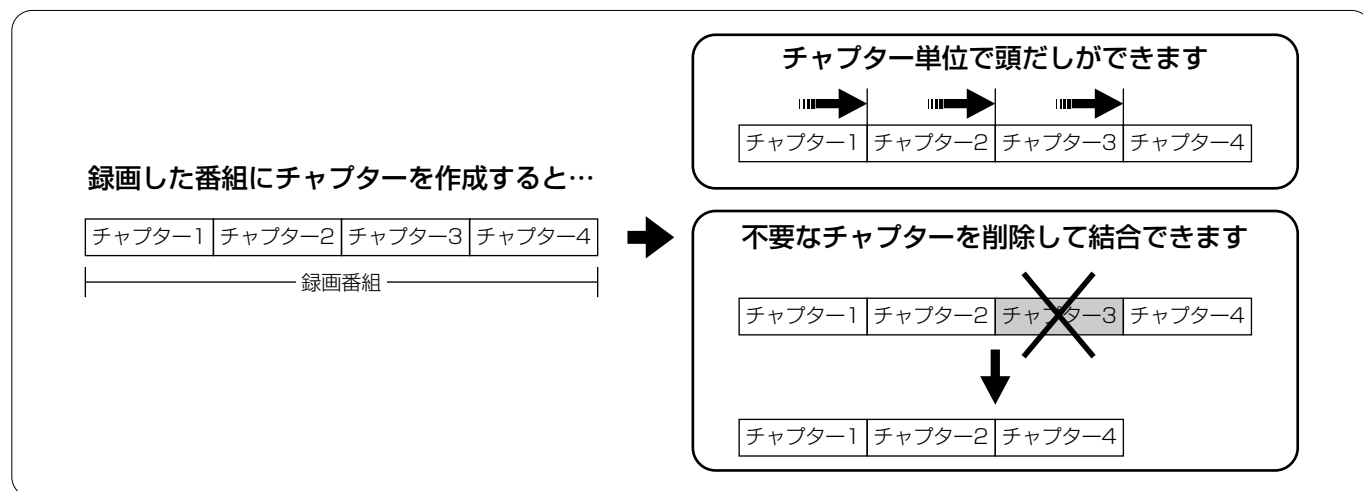 録画した番組にチャプターを作成すると…
チャプター1 チャプター2 チャプター3 チャプター4
録画番組
チャプター単位で頭だしができます
チャプター1 チャプター2 チャプター3 チャプター4
不要なチャプターを削除して結合できます
チャプター1 チャプター2 チャプター3 チャプター4
チャプター1 チャプター2 チャプター4